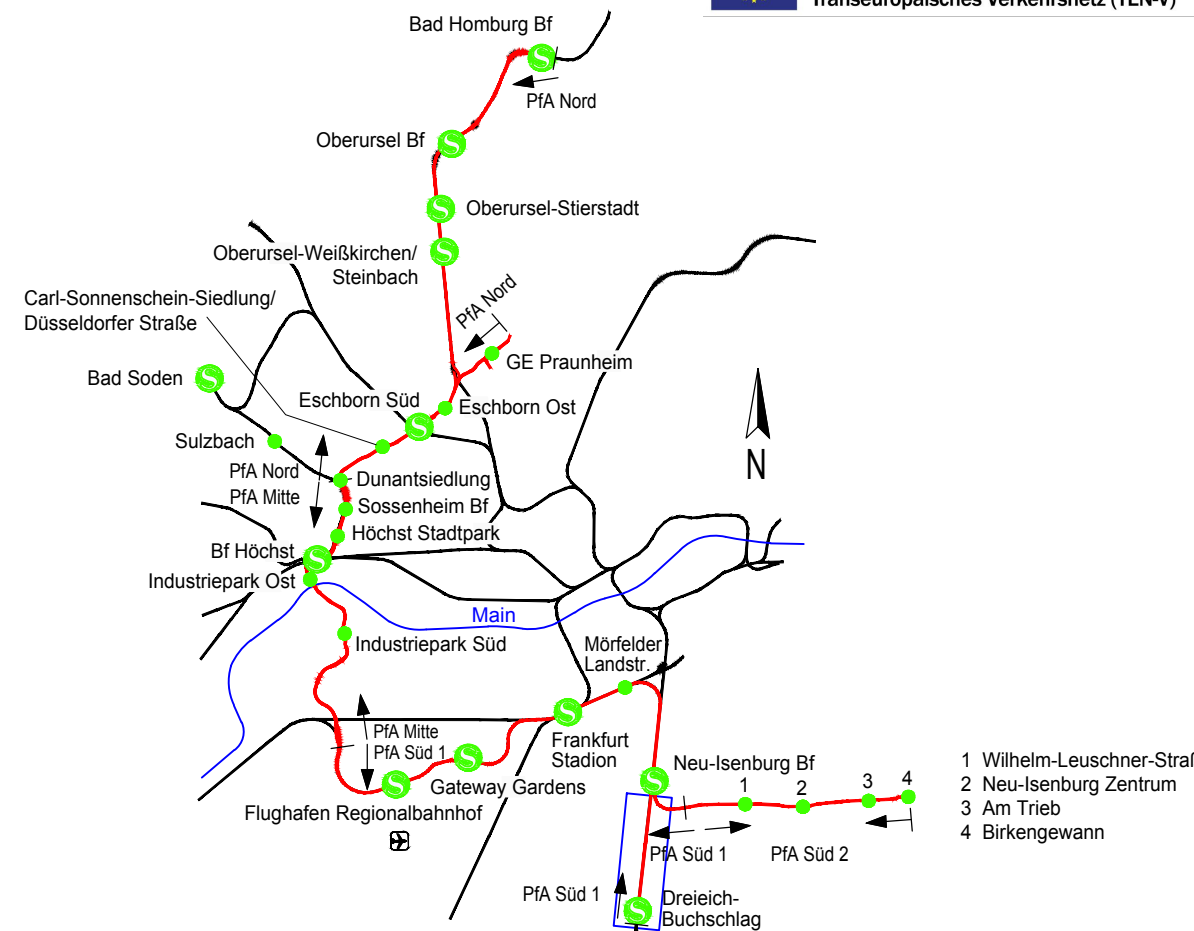 Transeuropäisches Verkehrsnetz (TEN-V)
Bad Homburg Bf
PfA Nord
Oberursel Bf
Oberursel-Stierstadt
Oberursel-Weißkirchen/
Steinbach
Carl-Sonnenschein-Siedlung/
Düsseldorfer Straße
PfA Nord
GE Praunheim
Bad Soden
Eschborn Süd
Eschborn Ost
Sulzbach
PfA Nord
PfA Mitte
Dunantsiedlung
Sossenheim Bf
Höchst Stadtpark
Bf Höchst
Industriepark Ost
N
Main
Industriepark Süd
Mörfelder
Landstr.
PfA Mitte
PfA Süd 1
Frankfurt
Stadion
Gateway Gardens
Flughafen Regionalbahnhof
Neu-Isenburg Bf
1
2
3
4
PfA Süd 1
PfA Süd 2
PfA Süd 1
Dreieich-
Buchschlag
1 Wilhelm-Leuschner-Straß
2 Neu-Isenburg Zentrum
3 Am Trieb
4 Birkengewann